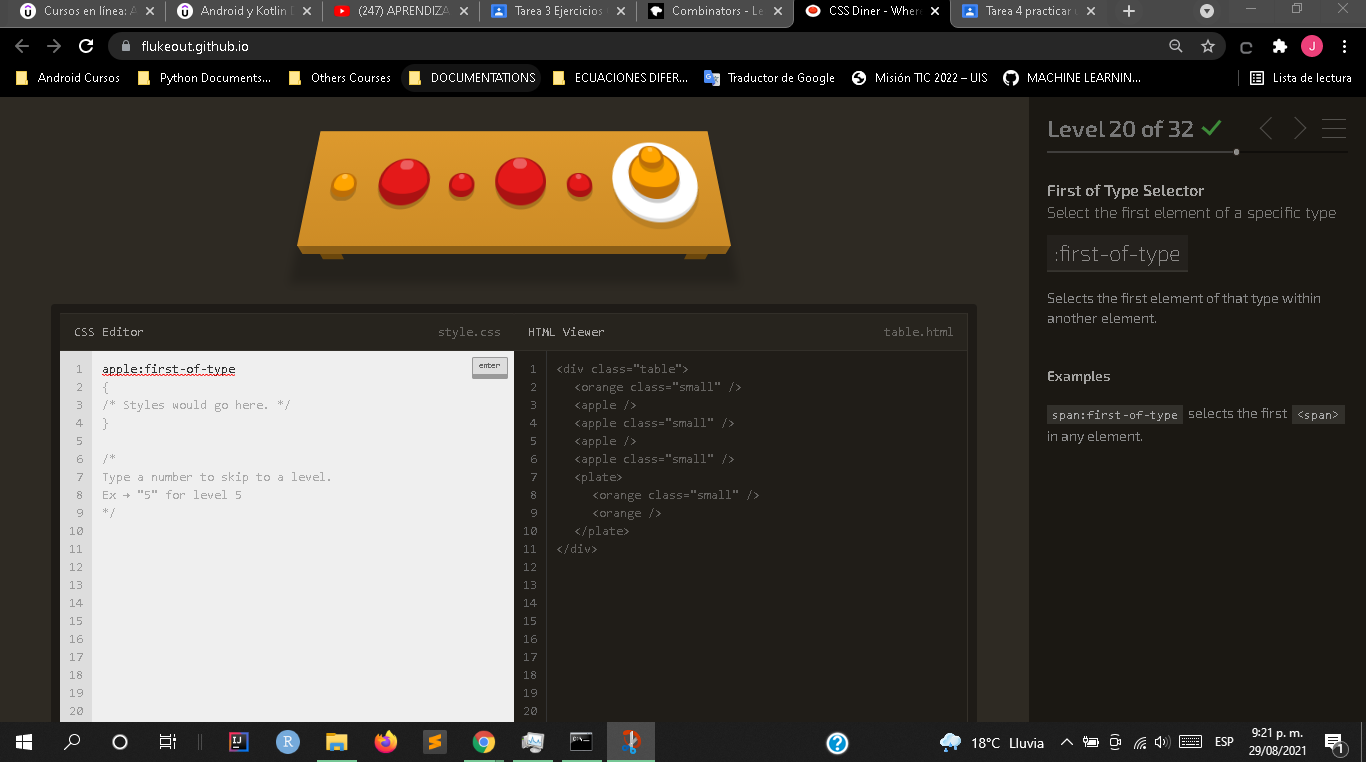 Cursos en línea: A
Android y Kotlin D
(247) APRENDIZA
Tarea 3 Ejercicios
Combinators - Le
CSS Diner - Where
Tarea 4 practicar
flukeout.github.io
J
Android Cursos
Python Documents...
Others Courses
DOCUMENTATIONS
ECUACIONES DIFER...
Traductor de Google
Misión TIC 2022 – UIS
MACHINE LEARNIN...
Lista de lectura
Level 20 of 32
First of Type Selector
Select the first element of a specific type
:first-of-type
Selects the first element of that type within
another element.
Examples
span:first-of-type selects the first <span>
in any element.
CSS Editor style.css
1 apple:first-of-type
enter
2 {
3 /* Styles would go here. */
4 }
5
6 /*
7 Type a number to skip to a level.
8 Ex → "5" for level 5
9 */
10
11
12
13
14
15
16
17
18
19
20
HTML Viewer table.html
1 <div class="table">
2 <orange class="small" />
3 <apple />
4 <apple class="small" />
5 <apple />
6 <apple class="small" />
7 <plate>
8 <orange class="small" />
9 <orange />
10 </plate>
11 </div>
12
13
14
15
16
17
18
19
20
18°C Lluvia
ESP
9:21 p. m.
29/08/2021
1